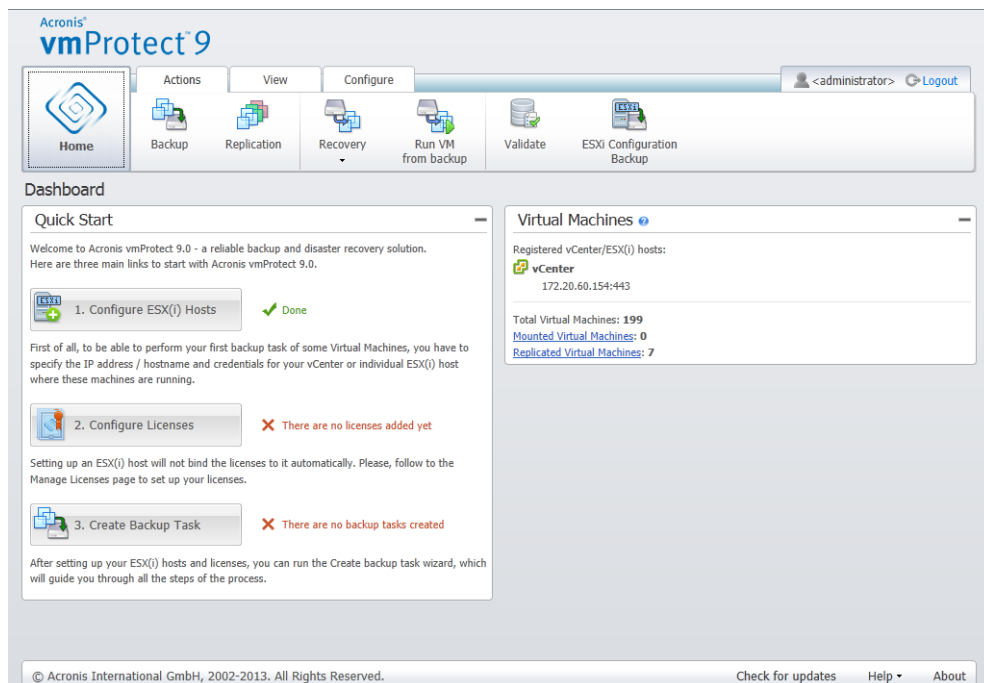 Acronis®
vmProtect™9
Actions View Configure
<administrator> Logout
Home
Backup
Replication
Recovery
Run VM
from backup
Validate
ESXi Configuration
Backup
Dashboard
Quick Start
Welcome to Acronis vmProtect 9.0 - a reliable backup and disaster recovery solution.
Here are three main links to start with Acronis vmProtect 9.0.
ESXi
1. Configure ESX(i) Hosts
Done
First of all, to be able to perform your first backup task of some Virtual Machines, you have to
specify the IP address / hostname and credentials for your vCenter or individual ESX(i) host
where these machines are running.
2. Configure Licenses
There are no licenses added yet
Setting up an ESX(i) host will not bind the licenses to it automatically. Please, follow to the
Manage Licenses page to set up your licenses.
3. Create Backup Task
There are no backup tasks created
After setting up your ESX(i) hosts and licenses, you can run the Create backup task wizard, which
will guide you through all the steps of the process.
Virtual Machines ?
Registered vCenter/ESX(i) hosts:
vCenter
172.20.60.154:443
Total Virtual Machines: 199
Mounted Virtual Machines: 0
Replicated Virtual Machines: 7
© Acronis International GmbH, 2002-2013. All Rights Reserved.
Check for updates Help About